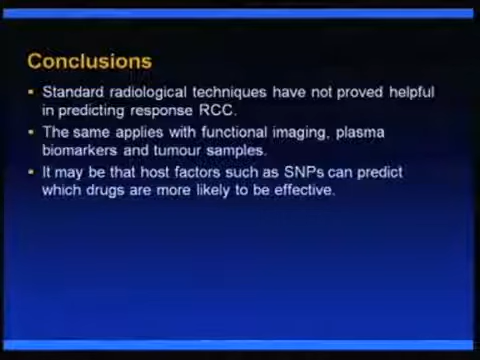 Conclusions
Standard radiological techniques have not proved helpful
in predicting response RCC.
The same applies with functional imaging, plasma
biomarkers and tumour samples.
It may be that host factors such as SNPs can predict
which drugs are more likely to be effective.